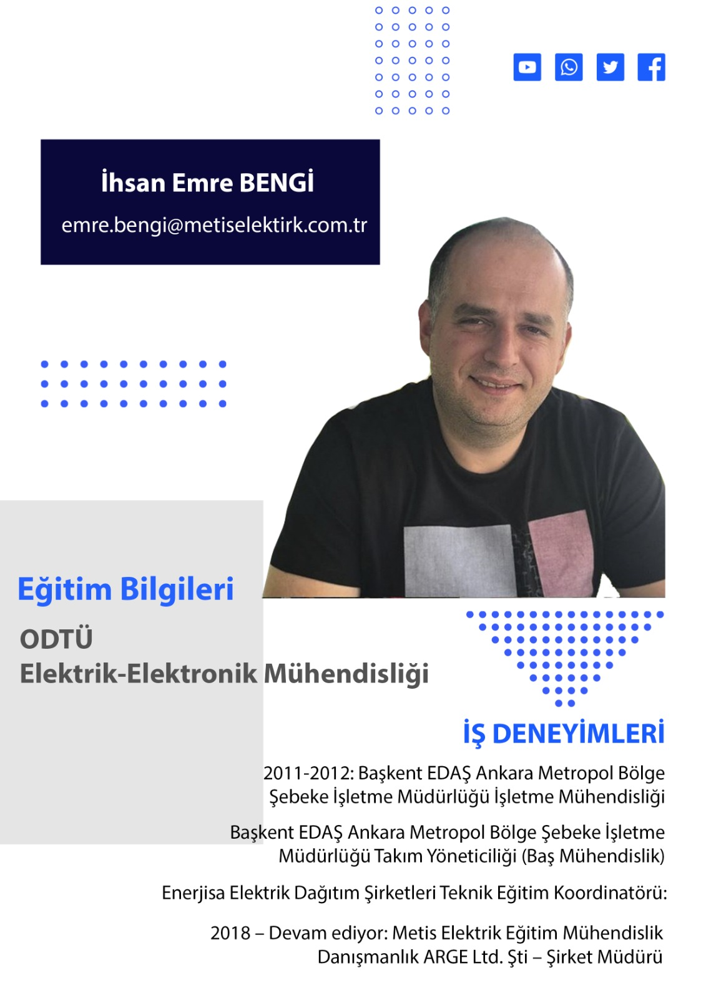 İhsan Emre BENGİ
emre.bengi@metiselektirk.com.tr
Eğitim Bilgileri
ODTÜ
Elektrik-Elektronik Mühendisliği
İŞ DENEYİMLERİ
2011-2012: Başkent EDAŞ Ankara Metropol Bölge
Şebeke İşletme Müdürlüğü İşletme Mühendisliği
Başkent EDAŞ Ankara Metropol Bölge Şebeke İşletme
Müdürlüğü Takım Yöneticiliği (Baş Mühendislik)
Enerjisa Elektrik Dağıtım Şirketleri Teknik Eğitim Koordinatörü:
2018 – Devam ediyor: Metis Elektrik Eğitim Mühendislik
Danışmanlık ARGE Ltd. Şti – Şirket Müdürü